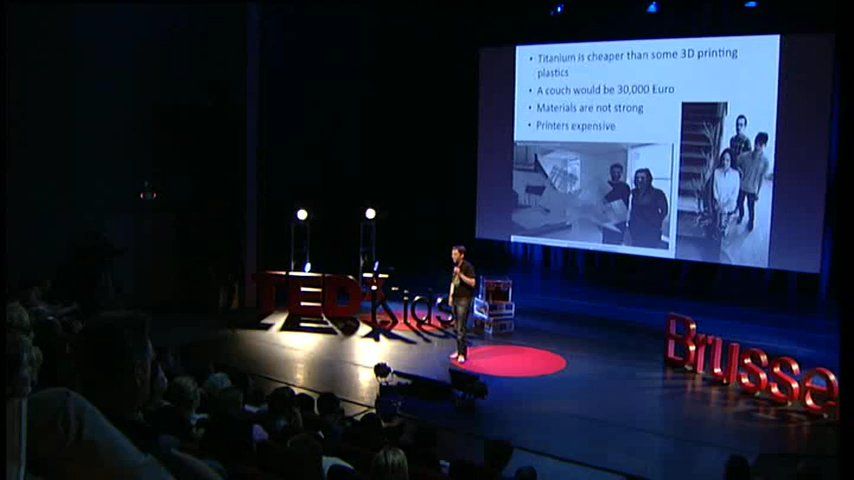 • Titanium is cheaper than some 3D printing
plastics
• A couch would be 30,000 Euro
• Materials are not strong
• Printers expensive
TEDxKids
Brusse